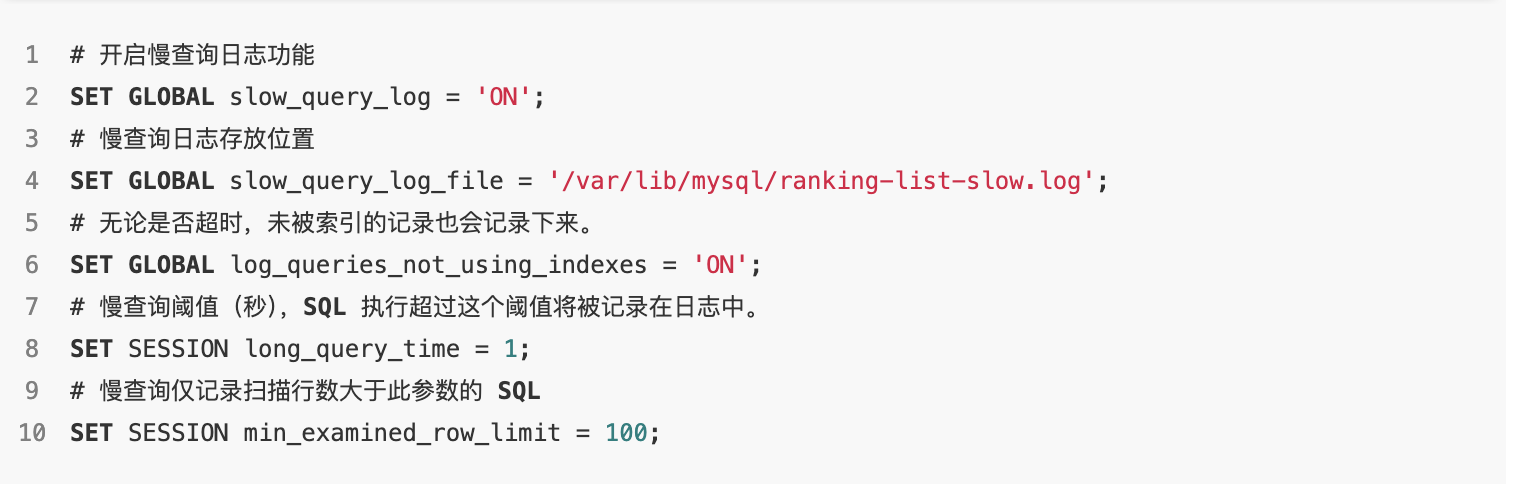 1 # 开启慢查询日志功能
2 SET GLOBAL slow_query_log = 'ON';
3 # 慢查询日志存放位置
4 SET GLOBAL slow_query_log_file = '/var/lib/mysql/ranking-list-slow.log';
5 # 无论是否超时，未被索引的记录也会记录下来。
6 SET GLOBAL log_queries_not_using_indexes = 'ON';
7 # 慢查询阈值（秒），SQL 执行超过这个阈值将被记录在日志中。
8 SET SESSION long_query_time = 1;
9 # 慢查询仅记录扫描行数大于此参数的 SQL
10 SET SESSION min_examined_row_limit = 100;